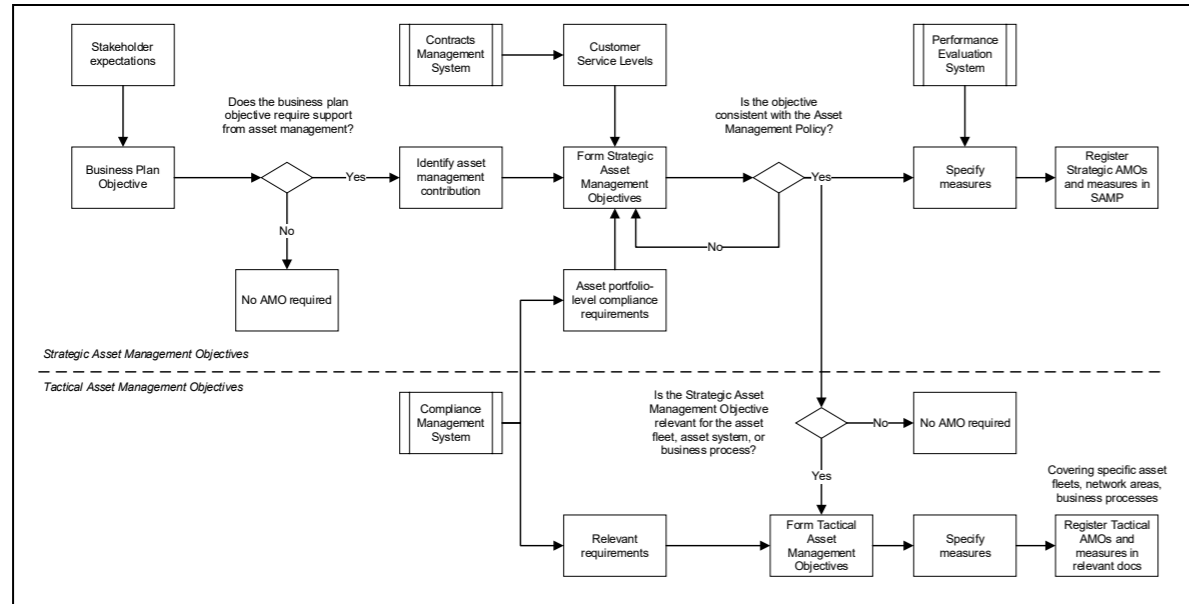 Stakeholder
expectations
Contracts
Management
System
Customer
Service Levels
Performance
Evaluation
System
Does the business plan
objective require support
from asset management?
Is the objective
consistent with the Asset
Management Policy?
Business Plan
Objective
Yes
Identify asset
management
contribution
Form Strategic
Asset
Management
Objectives
Yes
Specify
measures
Register
Strategic AMOs
and measures in
SAMP
No
No
No AMO required
Asset portfolio-
level compliance
requirements
Strategic Asset Management Objectives
Tactical Asset Management Objectives
Compliance
Management
System
Is the Strategic Asset
Management Objective
relevant for the asset
fleet, asset system, or
business process?
No
No AMO required
Yes
Covering specific asset
fleets, network areas,
business processes
Relevant
requirements
Form Tactical
Asset
Management
Objectives
Specify
measures
Register Tactical
AMOs and
measures in
relevant docs